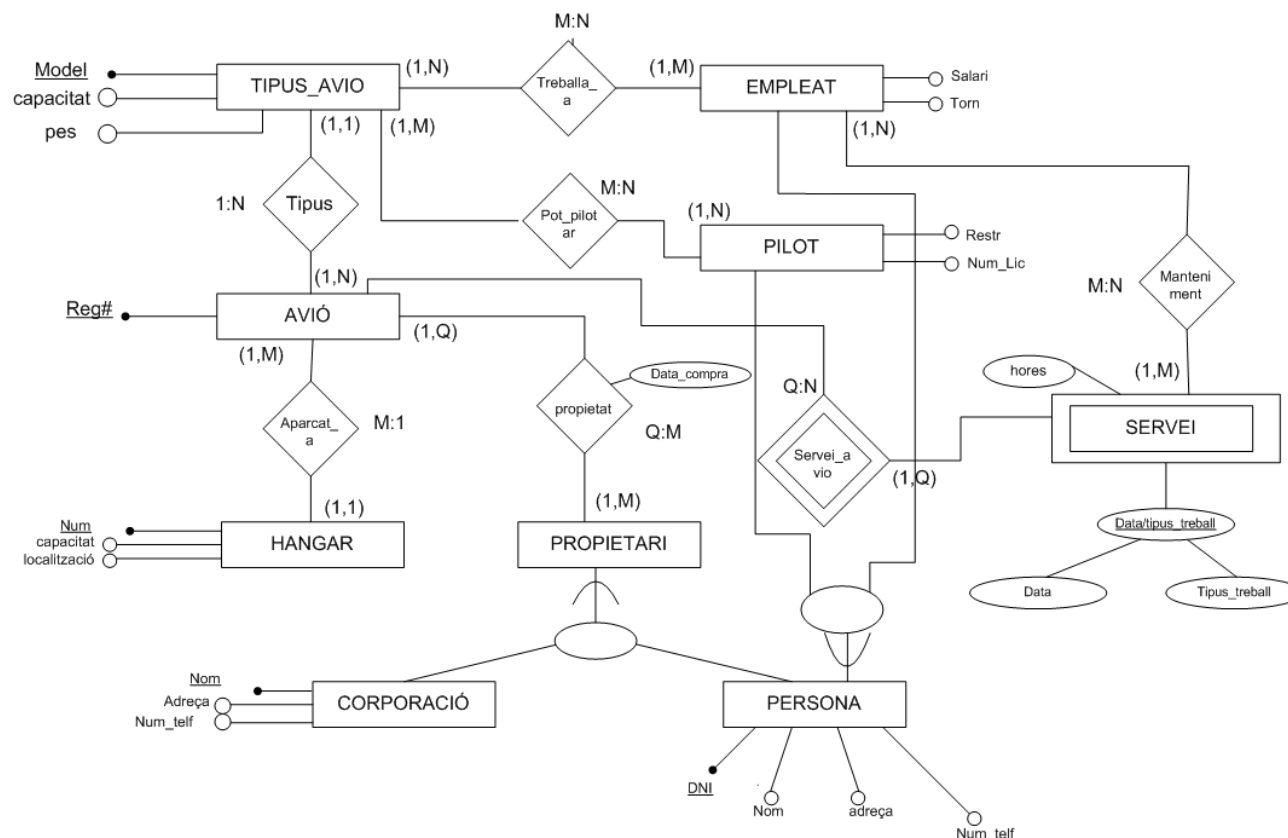 M:N
Model
(1,N)
(1,M)
Salari
TIPUS_AVIO
Treballa_
a
EMPLEAT
capacitat
Torn
pes
(1,1)
(1,M)
(1,N)
M:N
1:N
Tipus
Pot_pilot
ar
(1,N)
PILOT
Restr
Num_Lic
Manteni
ment
M:N
(1,N)
Reg#
AVIÓ
(1,M)
(1,Q)
Data_compra
Q:N
hores
(1,M)
propietat
Aparcat_
a
M:1
Q:M
SERVEI
Servei_a
vio
(1,Q)
(1,1)
(1,M)
Num
capacitat
localització
HANGAR
PROPIETARI
Data/tipus_treball
Data
Tipus_treball
Nom
Adreça
Num_telf
CORPORACIÓ
PERSONA
DNI
Nom
adreça
Num_telf